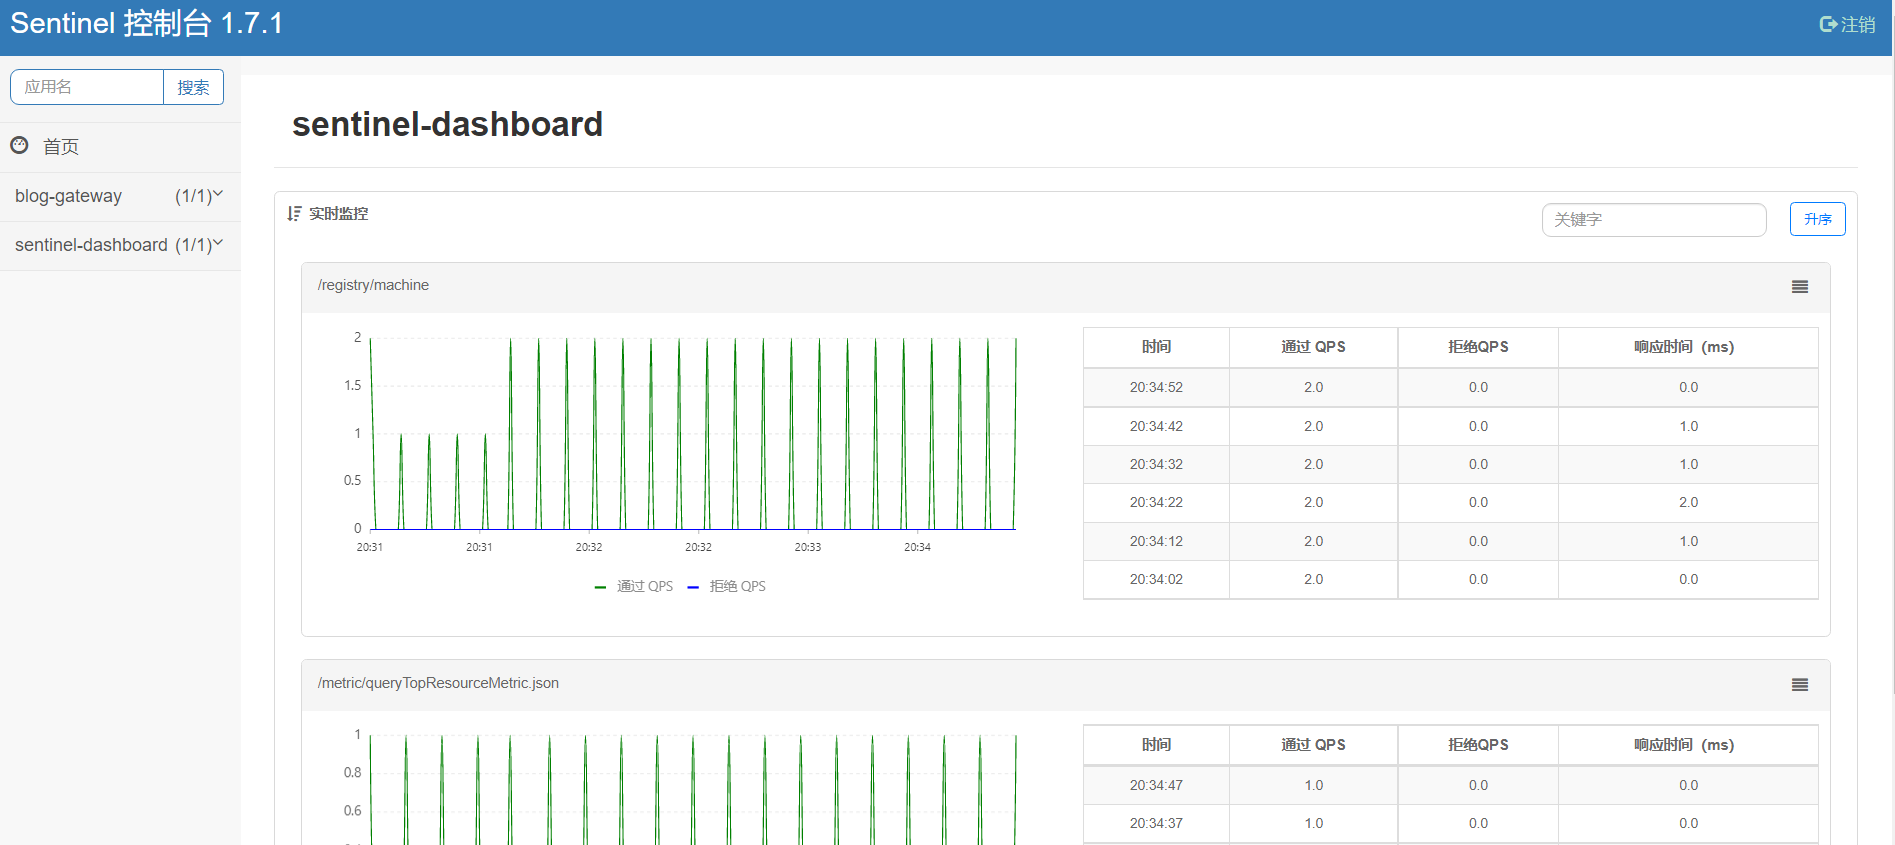 Sentinel 控制台 1.7.1
注销
应用名 搜索
首页
blog-gateway (1/1)
sentinel-dashboard (1/1)
sentinel-dashboard
实时监控 关键字 升序
/registry/machine
2
1.5
1
0.5
0
20:31 20:31 20:32 20:32 20:33 20:34
通过 QPS 拒绝 QPS
时间 通过 QPS 拒绝QPS 响应时间 (ms)
20:34:52 2.0 0.0 0.0
20:34:42 2.0 0.0 1.0
20:34:32 2.0 0.0 1.0
20:34:22 2.0 0.0 2.0
20:34:12 2.0 0.0 1.0
20:34:02 2.0 0.0 0.0
/metric/queryTopResourceMetric.json
1
0.8
0.6
时间 通过 QPS 拒绝QPS 响应时间 (ms)
20:34:47 1.0 0.0 0.0
20:34:37 1.0 0.0 0.0